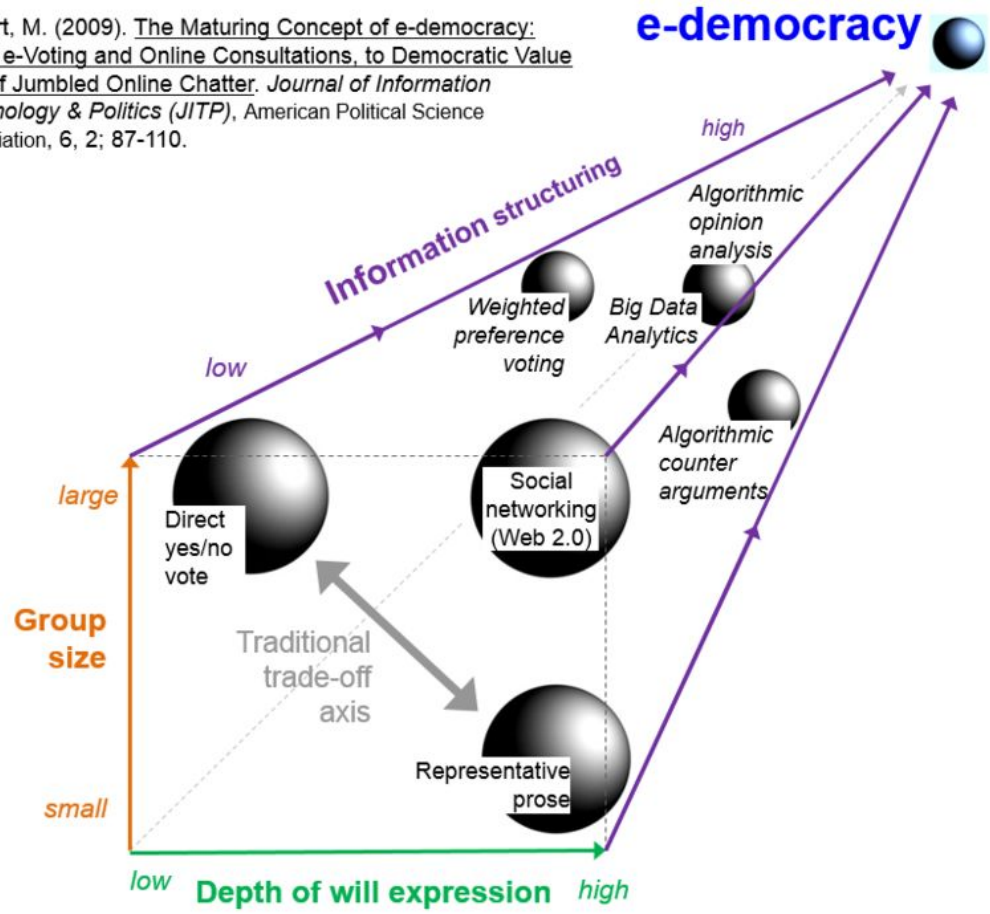 rt, M. (2009). The Maturing Concept of e-democracy:
e-Voting and Online Consultations, to Democratic Value
f Jumbled Online Chatter. Journal of Information
nology & Politics (JITP), American Political Science
iation, 6, 2; 87-110.
e-democracy
high
Information structuring
low
Algorithmic
opinion
analysis
Weighted
preference
voting
Big Data
Analytics
Algorithmic
counter
arguments
large
Direct
yes/no
vote
Social
networking
(Web 2.0)
Group
size
Traditional
trade-off
axis
Representative
prose
small
low
Depth of will expression
high